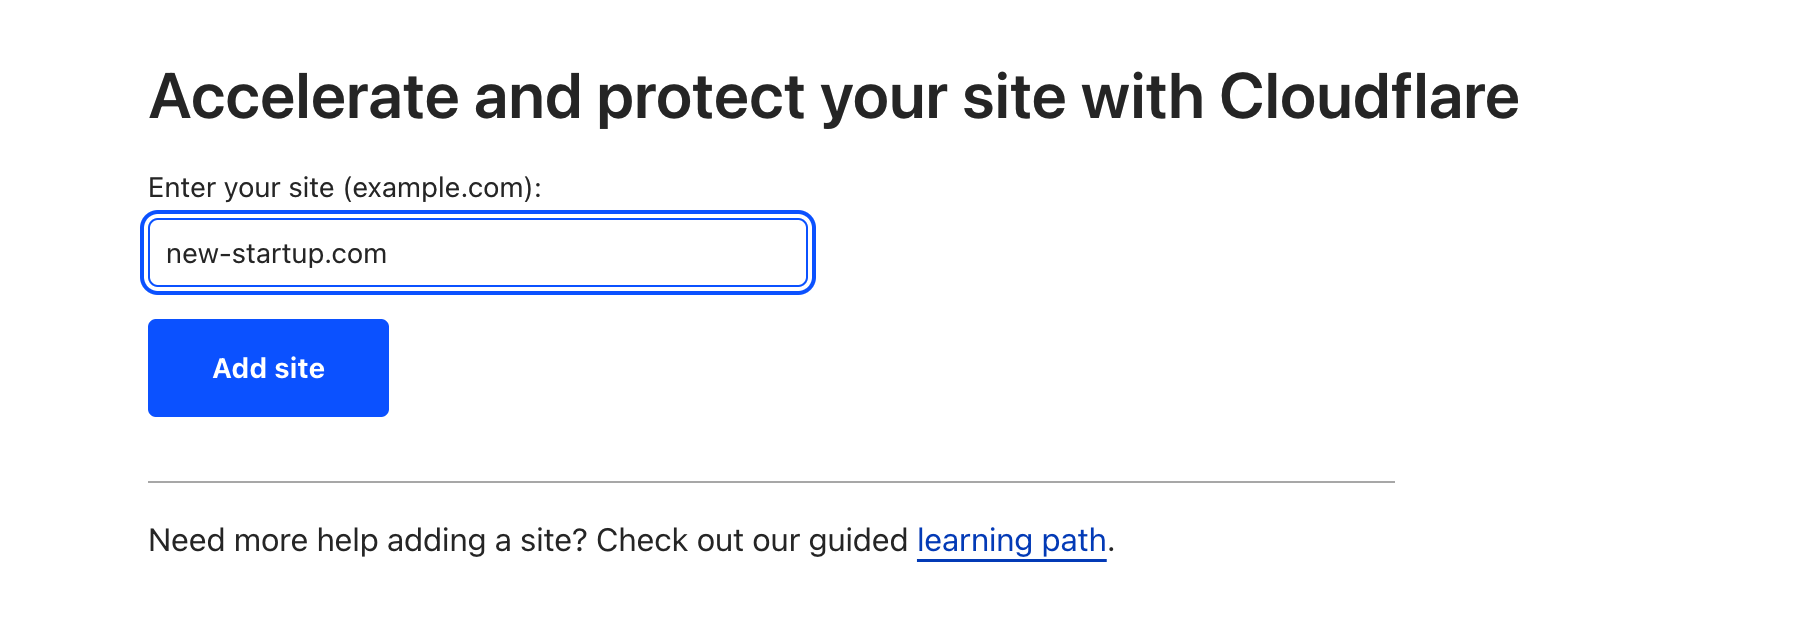 Accelerate and protect your site with Cloudflare
Enter your site (example.com):
new-startup.com
Add site
Need more help adding a site? Check out our guided learning path.